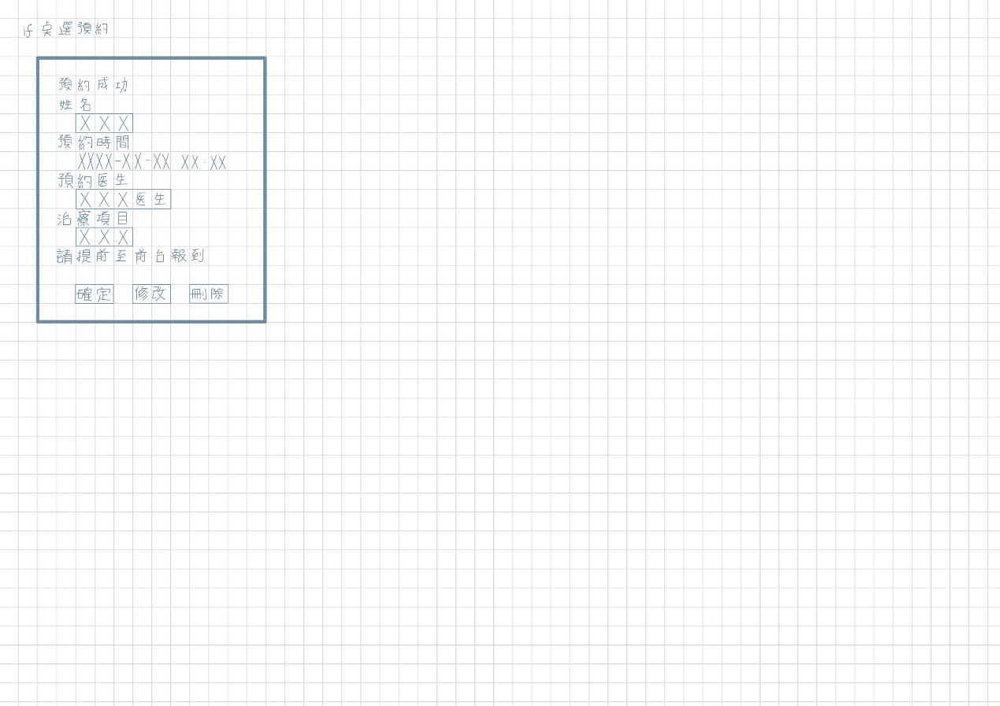 if 点選預約
預約成功
姓名
XXX
預約時間
XXXX-XX-XX XX:XX
預約医生
XXX医生
治療項目
XXX
請提前至前台報到
確定 修改 刪除